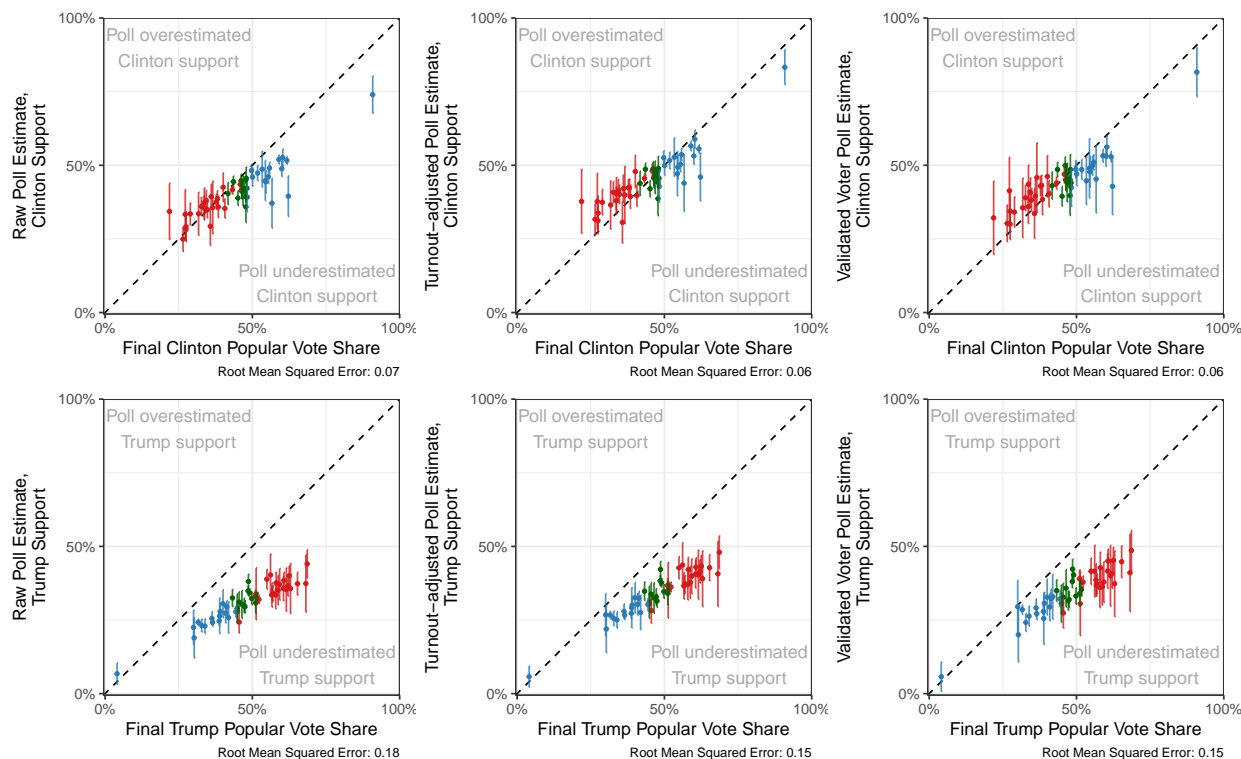 Raw Poll Estimate,
Clinton Support
100%
50%
0%
Poll overestimated
Clinton support
Poll underestimated
Clinton support
0%
50%
100%
Final Clinton Popular Vote Share
Root Mean Squared Error: 0.07
Turnout−adjusted Poll Estimate,
Clinton Support
100%
50%
0%
Poll overestimated
Clinton support
Poll underestimated
Clinton support
0%
50%
100%
Final Clinton Popular Vote Share
Root Mean Squared Error: 0.06
Validated Voter Poll Estimate,
Clinton Support
100%
50%
0%
Poll overestimated
Clinton support
Poll underestimated
Clinton support
0%
50%
100%
Final Clinton Popular Vote Share
Root Mean Squared Error: 0.06
Raw Poll Estimate,
Trump Support
100%
50%
0%
Poll overestimated
Trump support
Poll underestimated
Trump support
0%
50%
100%
Final Trump Popular Vote Share
Root Mean Squared Error: 0.18
Turnout−adjusted Poll Estimate,
Trump Support
100%
50%
0%
Poll overestimated
Trump support
Poll underestimated
Trump support
0%
50%
100%
Final Trump Popular Vote Share
Root Mean Squared Error: 0.15
Validated Voter Poll Estimate,
Trump Support
100%
50%
0%
Poll overestimated
Trump support
Poll underestimated
Trump support
0%
50%
100%
Final Trump Popular Vote Share
Root Mean Squared Error: 0.15